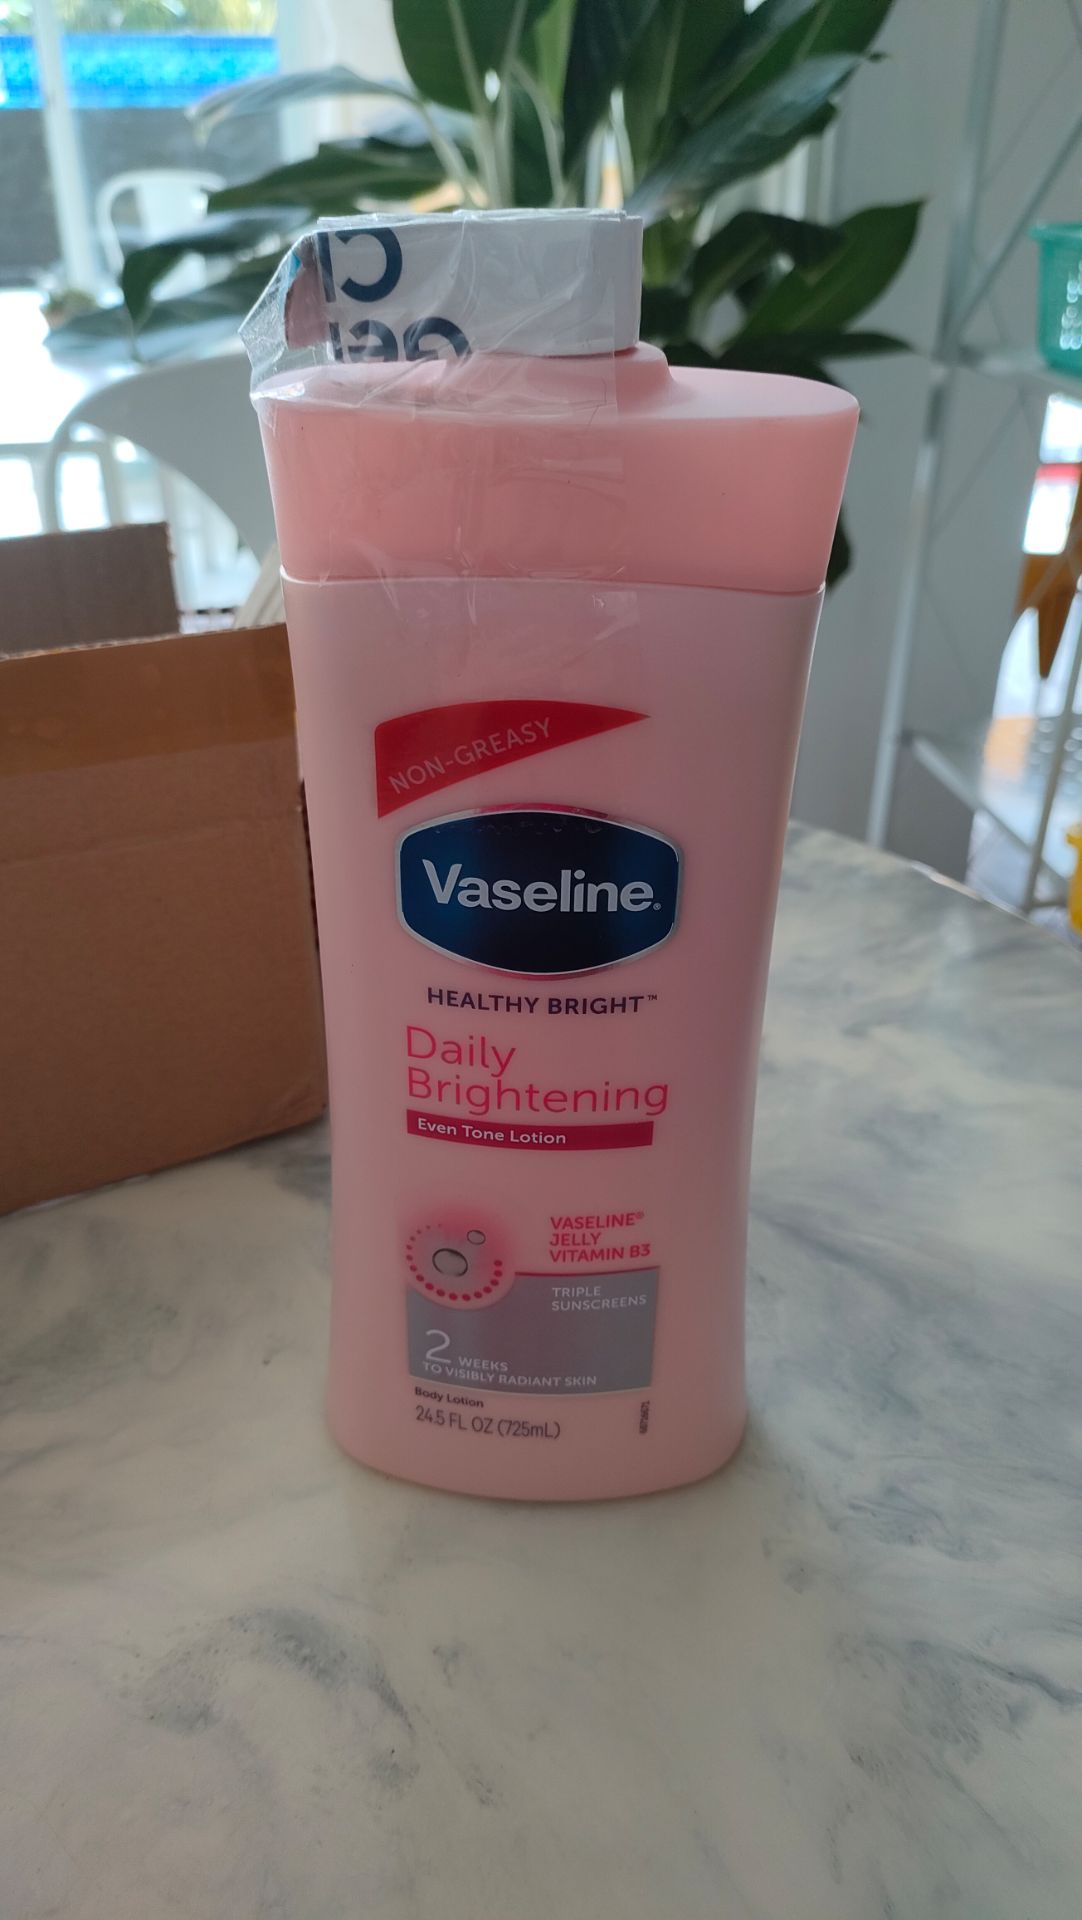 NON-GREASY
Vaseline®
HEALTHY BRIGHT™
Daily
Brightening
Even Tone Lotion
VASELINE®
JELLY
VITAMIN B3
TRIPLE
SUNSCREENS
2 WEEKS
TO VISIBLY RADIANT SKIN
Body Lotion
24.5 FL OZ (725mL)